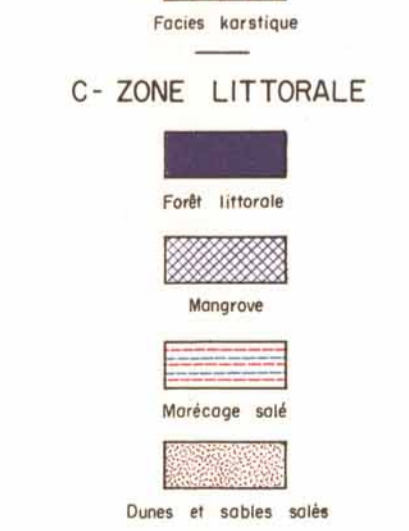 Facies karstique
C- ZONE LITTORALE
Forêt littorale
Mangrove
Marécage salé
Dunes et sables salés